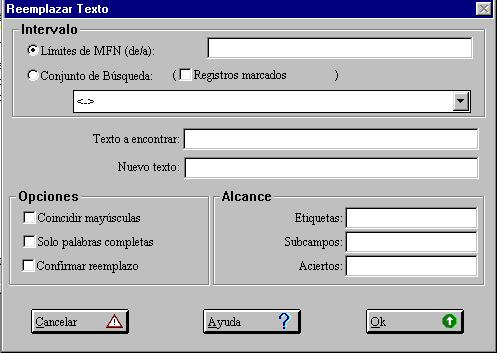 Reemplazar Texto
Intervalo
Límites de MFN (de/a):
Conjunto de Búsqueda: ( Registros marcados )
<->
Texto a encontrar:
Nuevo texto:
Opciones
Coincidir mayúsculas
Solo palabras completas
Confirmar reemplazo
Alcance
Etiquetas:
Subcampos:
Aciertos:
Cancelar
Ayuda ?
Ok